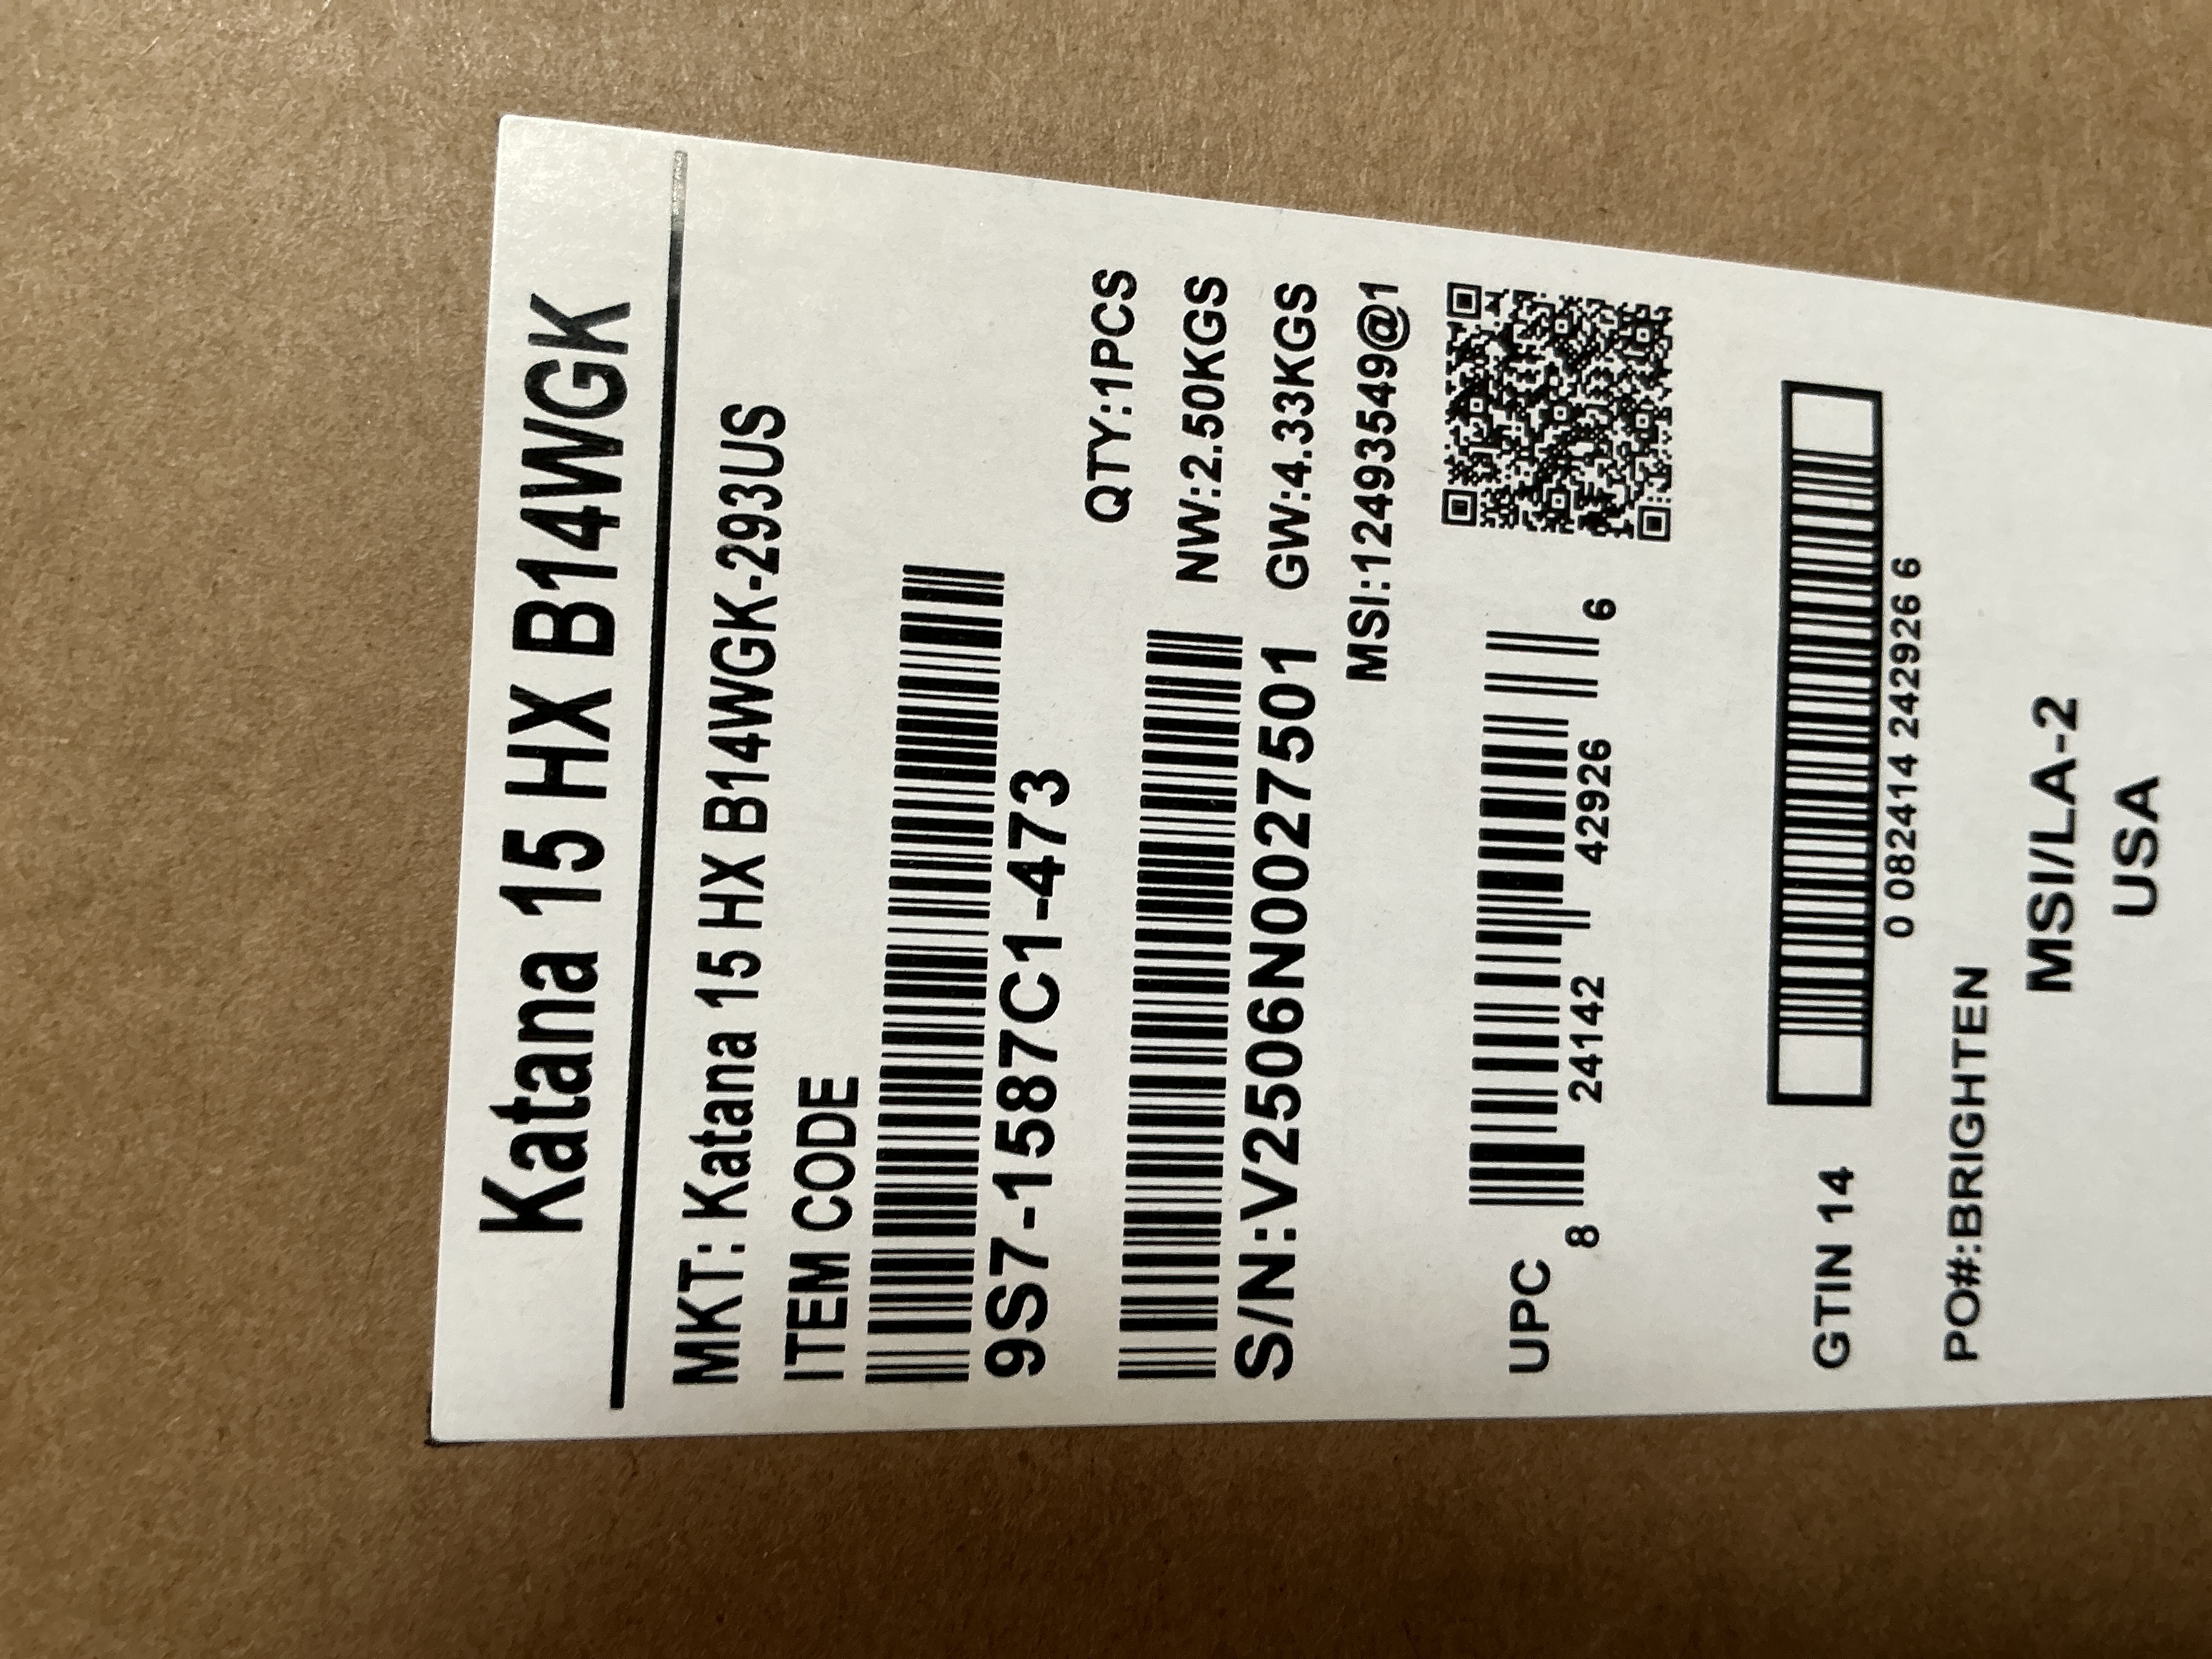 Katana 15 HX B14WGK
MKT: Katana 15 HX B14WGK-293US
ITEM CODE
9S7-1587C1-473
QTY:1PCS
NW:2.50KGS
S/N:V2506N0027501
GW:4.33KGS
MSI:12493549@1
UPC
8 24142 42926 6
GTIN 14
0 082414 242926 6
PO#:BRIGHTEN
MSI/LA-2
USA